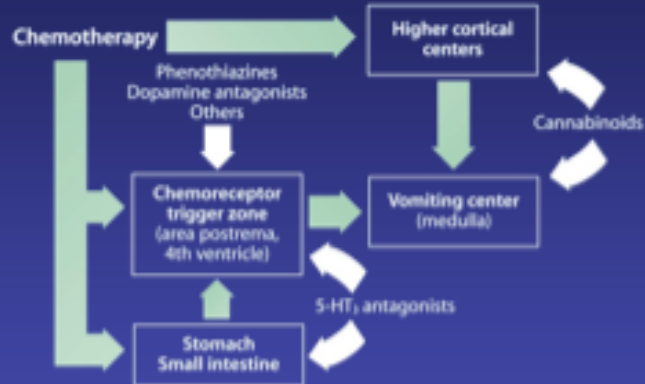 Chemotherapy
Higher cortical
centers
Phenothiazines
Dopamine antagonists
Others
Cannabinoids
Chemoreceptor
trigger zone
(area postrema,
4th ventricle)
Vomiting center
(medulla)
5-HT₃ antagonists
Stomach
Small intestine